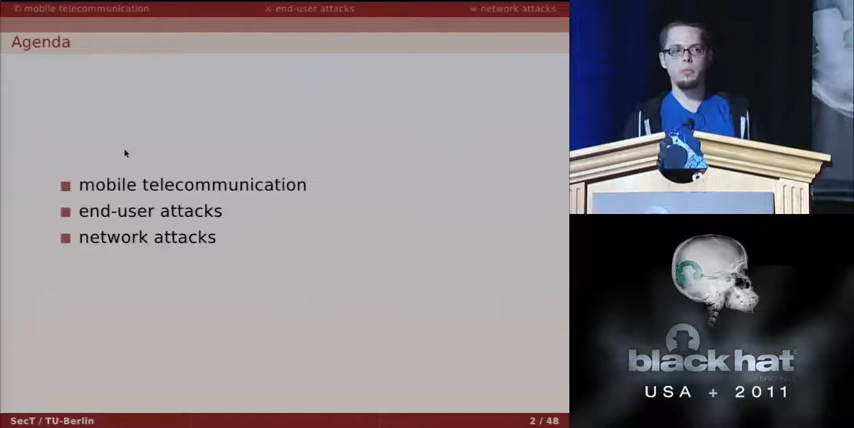 mobile telecommunication
end-user attacks
network attacks
Agenda
mobile telecommunication
end-user attacks
network attacks
SecT / TU-Berlin
2 / 48
black hat
USA + 2011